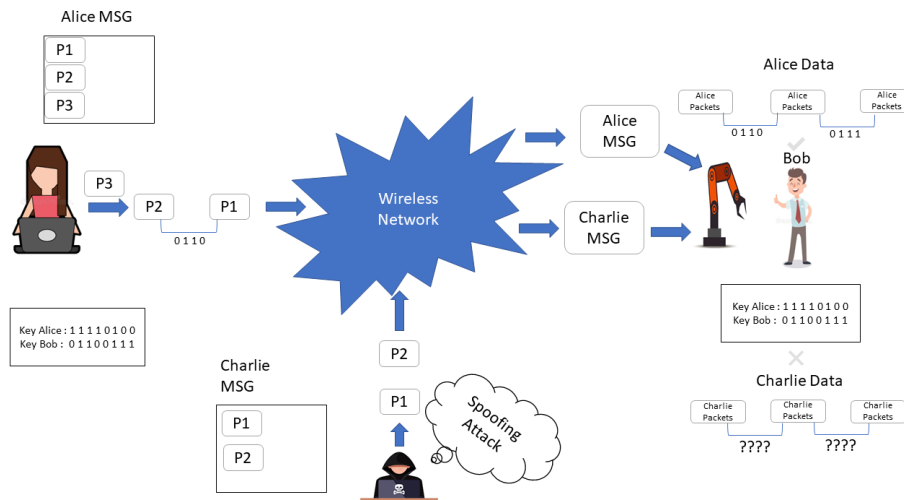 Alice MSG
P1
P2
P3
P3
P2
P1
0 1 1 0
Key Alice : 1 1 1 1 0 1 0 0
Key Bob : 0 1 1 0 0 1 1 1
Wireless
Network
Charlie
MSG
P1
P2
P2
P1
Spoofing
Attack
Alice
MSG
Charlie
MSG
Alice Data
Alice
Packets
Alice
Packets
Alice
Packets
0 1 1 0
0 1 1 1
Bob
Key Alice : 1 1 1 1 0 1 0 0
Key Bob : 0 1 1 0 0 1 1 1
Charlie Data
Charlie
Packets
Charlie
Packets
Charlie
Packets
????
????